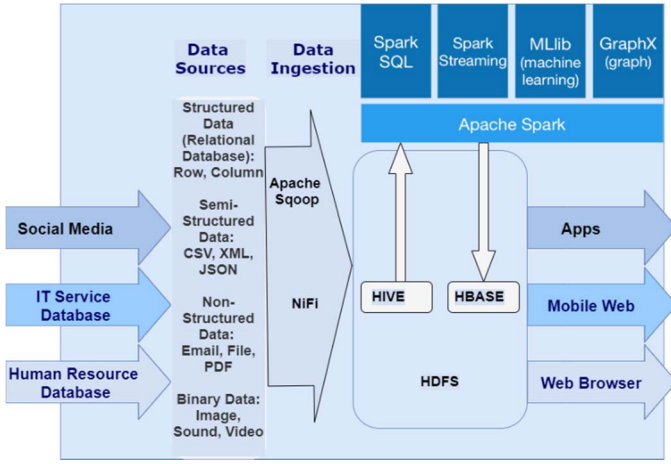 Data
Sources
Data
Ingestion
Spark
SQL
Spark
Streaming
MLlib
(machine
learning)
GraphX
(graph)
Apache Spark
Social Media
IT Service
Database
Human Resource
Database
Structured
Data
(Relational
Database):
Row, Column
Semi-
Structured
Data:
CSV, XML,
JSON
Non-
Structured
Data:
Email, File,
PDF
Binary Data:
Image,
Sound, Video
Apache
Sqoop
NiFi
HIVE
HBASE
HDFS
Apps
Mobile Web
Web Browser